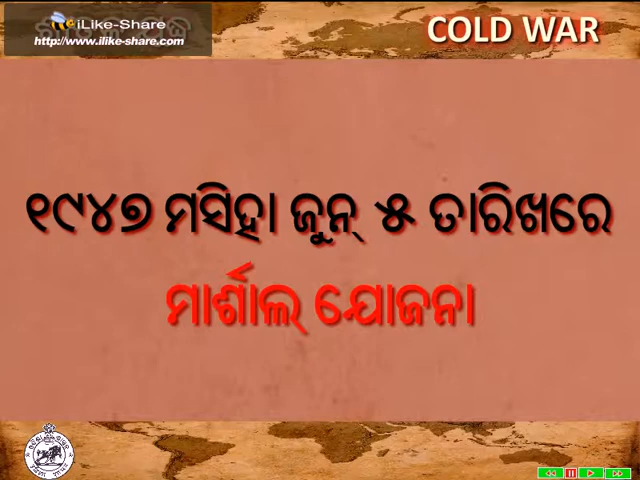 iLike-Share
http://www.ilike-share.com
COLD WAR
୧୯୪୭ ମସିହା ଜୁନ୍ ୫ ତାରିଖରେ
ମାର୍ଶାଲ୍ ଯୋଜନା